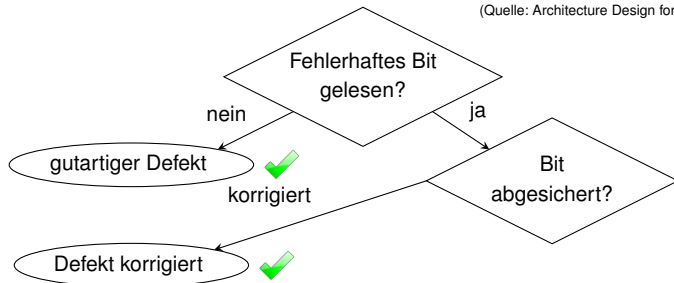 (Quelle: Architecture Design for
Fehlerhaftes Bit
gelesen?
nein
ja
gutartiger Defekt
Bit
abgesichert?
korrigiert
Defekt korrigiert